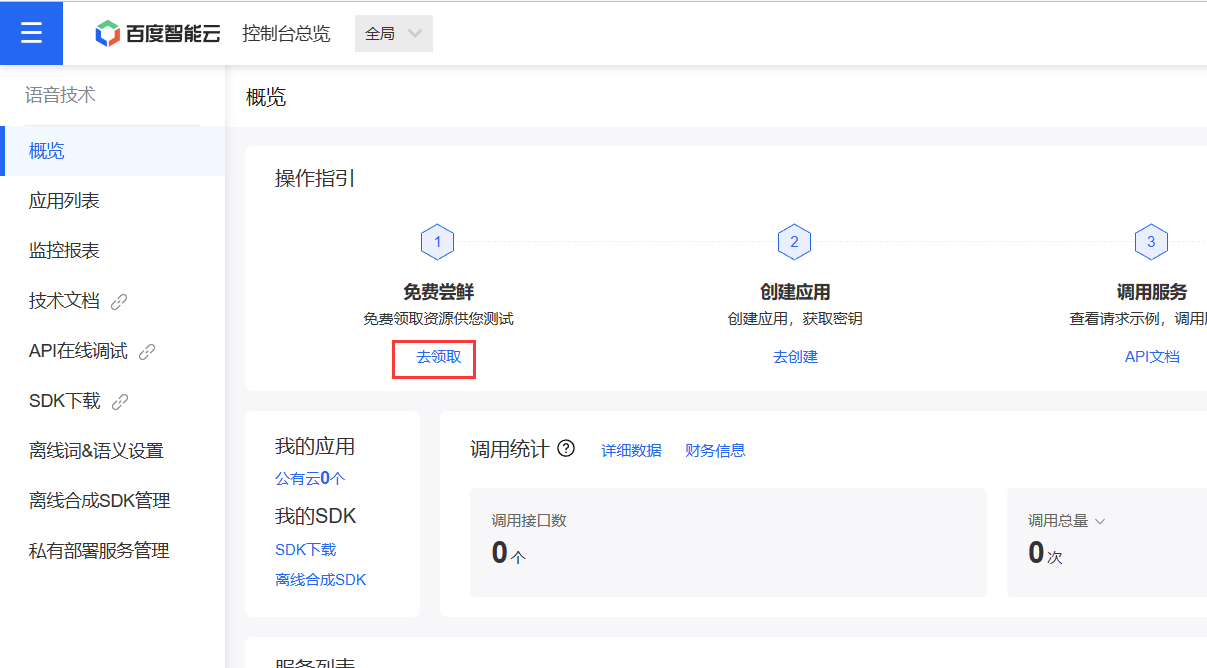 百度智能云 控制台总览 全局
语音技术
概览
应用列表
监控报表
技术文档
API在线调试
SDK下载
离线词&语义设置
离线合成SDK管理
私有部署服务管理
概览
操作指引
1
免费尝鲜
免费领取资源供您测试
去领取
2
创建应用
创建应用，获取密钥
去创建
3
调用服务
查看请求示例，调用
API文档
我的应用
公有云0个
我的SDK
SDK下载
离线合成SDK
调用统计 ? 详细数据 财务信息
调用接口数
0个
调用总量
0次
服务列表